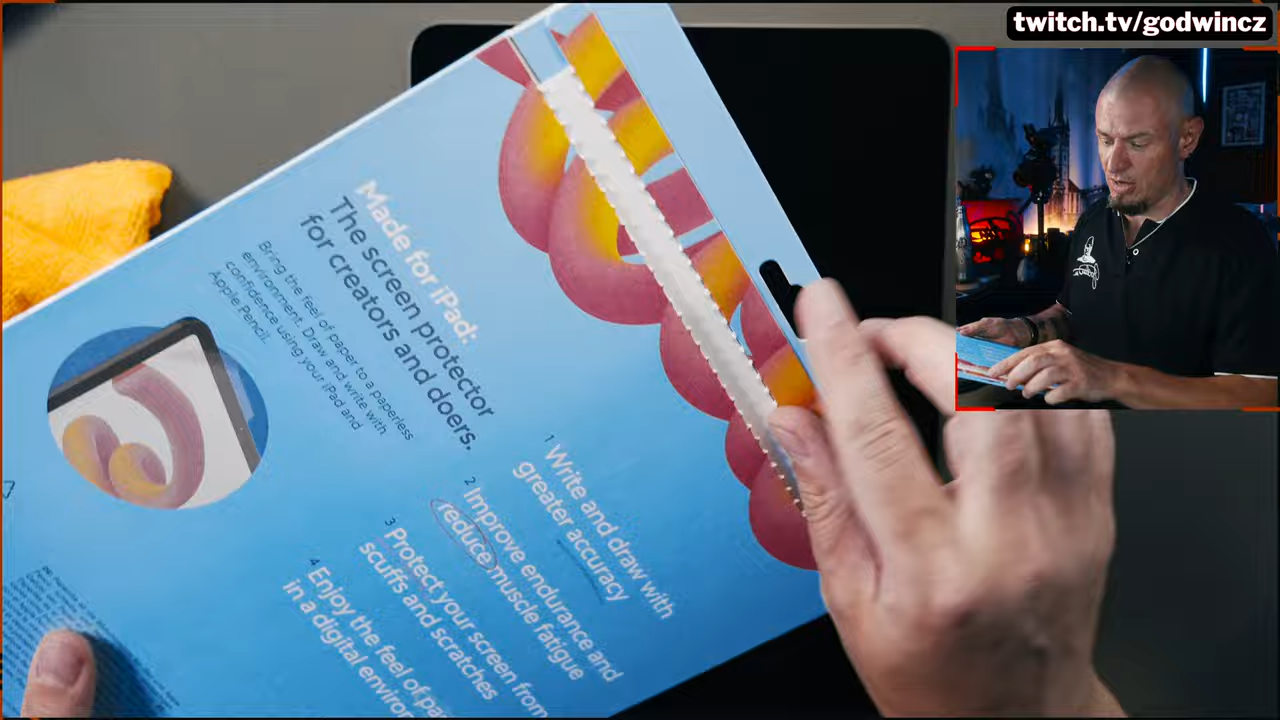 twitch.tv/godwincz
Made for iPad:
The screen protector
for creators and doers.
Bring the feel of paper to a paperless
environment. Draw and write with
confidence using your iPad and
Apple Pencil.
1 Write and draw with
greater accuracy
2 Improve endurance and
reduce muscle fatigue
3 Protect your screen from
scuffs and scratches
4 Enjoy the feel of
in a digital